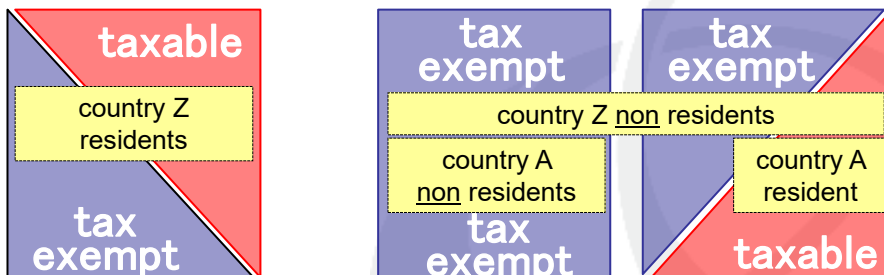 taxable
country Z
residents
tax
exempt
tax
exempt
tax
exempt
country Z non residents
country A
non residents
country A
resident
tax
exempt
taxable